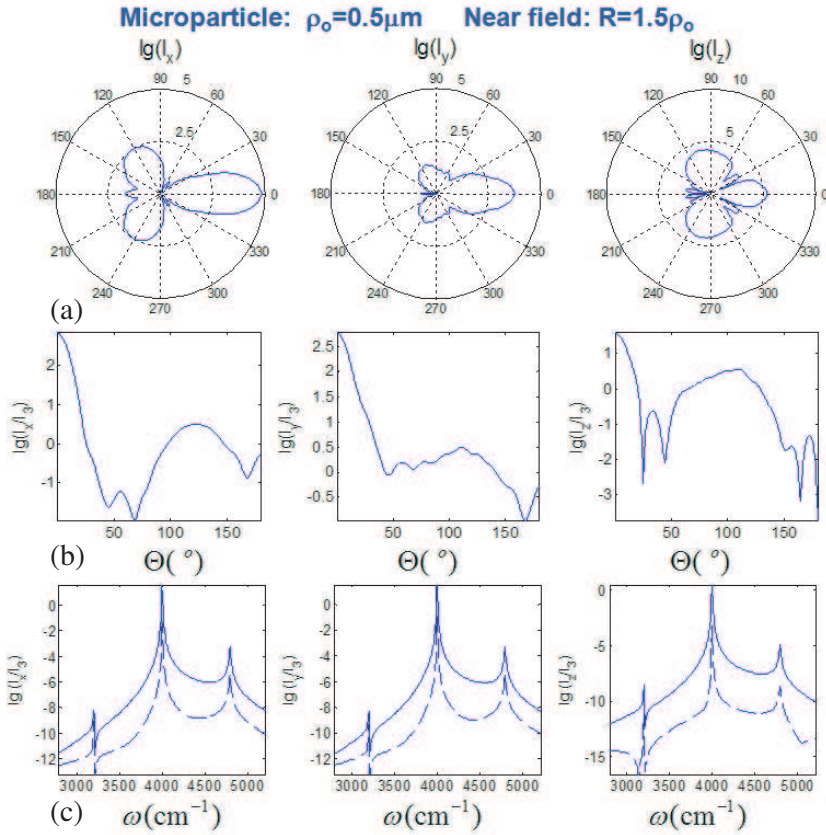 Microparticle: ρₒ=0.5μm Near field: R=1.5ρₒ
lg(Iₓ) lg(I_y) lg(I_z)
90 5 90 5 90 10
120 60 120 60 120 60
2.5 2.5 5
150 30 150 30 150 30
180 0 180 0 180 0
210 330 210 330 210 330
240 300 240 300 240 300
270 270 270
(a)
lg(Iₓ/I₃) lg(I_y/I₃) lg(I_z/I₃)
2 2.5 1
1 2 0
0 1.5 -1
-1 1 -2
0.5 -3
0
-0.5
50 100 150 50 100 150 50 100 150
(b) Θ(°) Θ(°) Θ(°)
lg (Iₓ/I₃) lg (I_y/I₃) lg (I_z/I₃)
0 0 0
-2 -2 -5
-4 -4 -10
-6 -6 -15
-8 -8
-10 -10
-12 -12
3000 3500 4000 4500 5000 3000 3500 4000 4500 5000 3000 3500 4000 4500 5000
(c) ω(cm⁻¹) ω(cm⁻¹) ω(cm⁻¹)